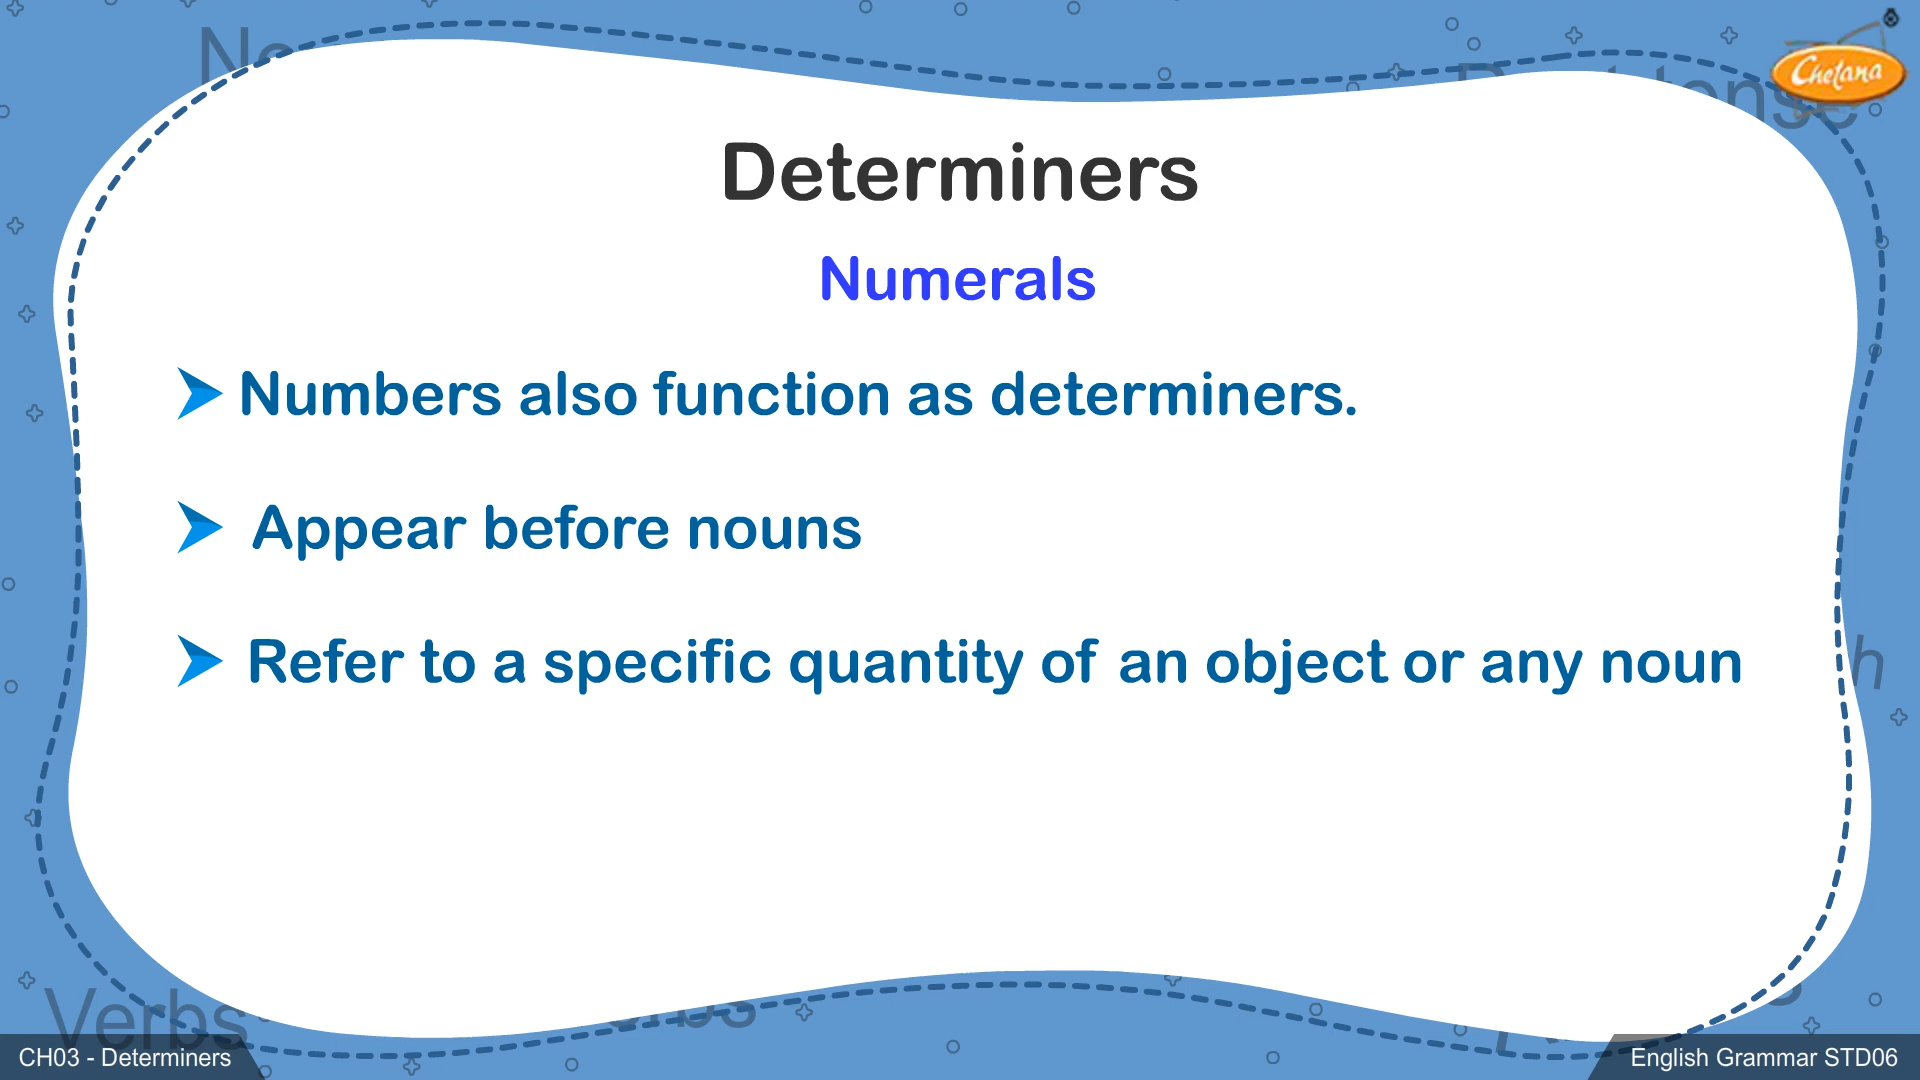 Chetana
Determiners
Numerals
Numbers also function as determiners.
Appear before nouns
Refer to a specific quantity of an object or any noun
Verbs
CH03 - Determiners
English Grammar STD06